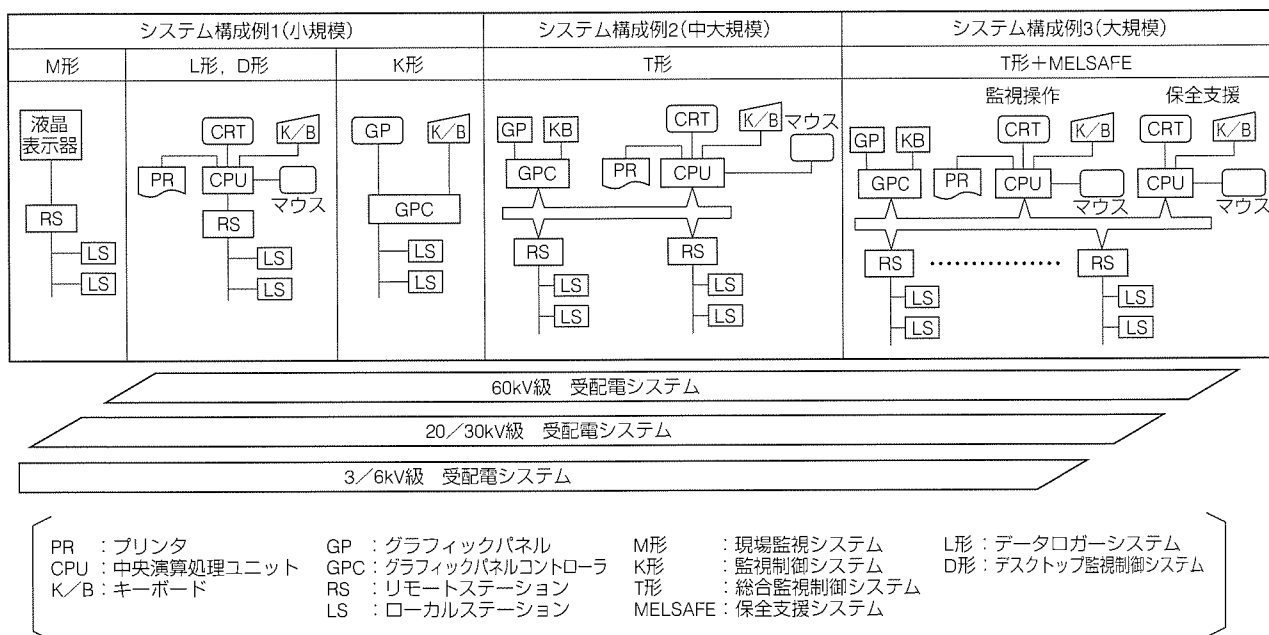 システム構成例1(小規模)
システム構成例2(中大規模)
システム構成例3(大規模)
M形
L形，D形
K形
T形
T形＋MELSAFE
液晶
表示器
RS
LS
LS
CRT
K／B
PR
CPU
マウス
RS
LS
LS
GP
K／B
GPC
LS
LS
GP
KB
CRT
K／B
マウス
GPC
PR
CPU
RS
RS
LS
LS
LS
LS
監視操作
保全支援
GP
KB
CRT
K／B
CRT
K／B
GPC
PR
CPU
マウス
CPU
マウス
RS
RS
LS
LS
LS
LS
60kV級　受配電システム
20／30kV級　受配電システム
3／6kV級　受配電システム
PR　：プリンタ
CPU ：中央演算処理ユニット
K／B：キーボード
GP ：グラフィックパネル
GPC：グラフィックパネルコントローラ
RS ：リモートステーション
LS ：ローカルステーション
M形　：現場監視システム
K形　：監視制御システム
T形　：総合監視制御システム
MELSAFE：保全支援システム
L形：データロガーシステム
D形：デスクトップ監視制御システム